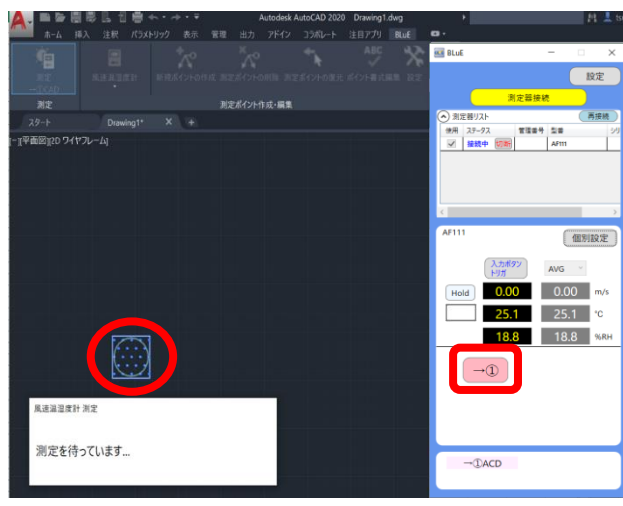 Autodesk AutoCAD 2020 Drawing1.dwg
ホーム 挿入 注釈 パラメトリック 表示 管理 出力 アドイン コラボレート 注目アプリ BLuE
測定
→①CAD
風速温湿度計
新規ポイントの作成
測定ポイントの削除
測定ポイントの復元
ABC
ポイント書式編集
設定
測定
測定ポイント作成・編集
スタート Drawing1* X +
[-][平面図][2D ワイヤフレーム]
風速温湿度計 測定
測定を待っています...
BLuE
設定
測定器接続
測定器リスト
再接続
使用 ステータス 管理番号 型番 シリ
接続中 切断 AF111
AF111
個別設定
入力ボタン
トリガ
AVG
Hold 0.00 0.00 m/s
25.1 25.1 ℃
18.8 18.8 %RH
→①
→①ACD